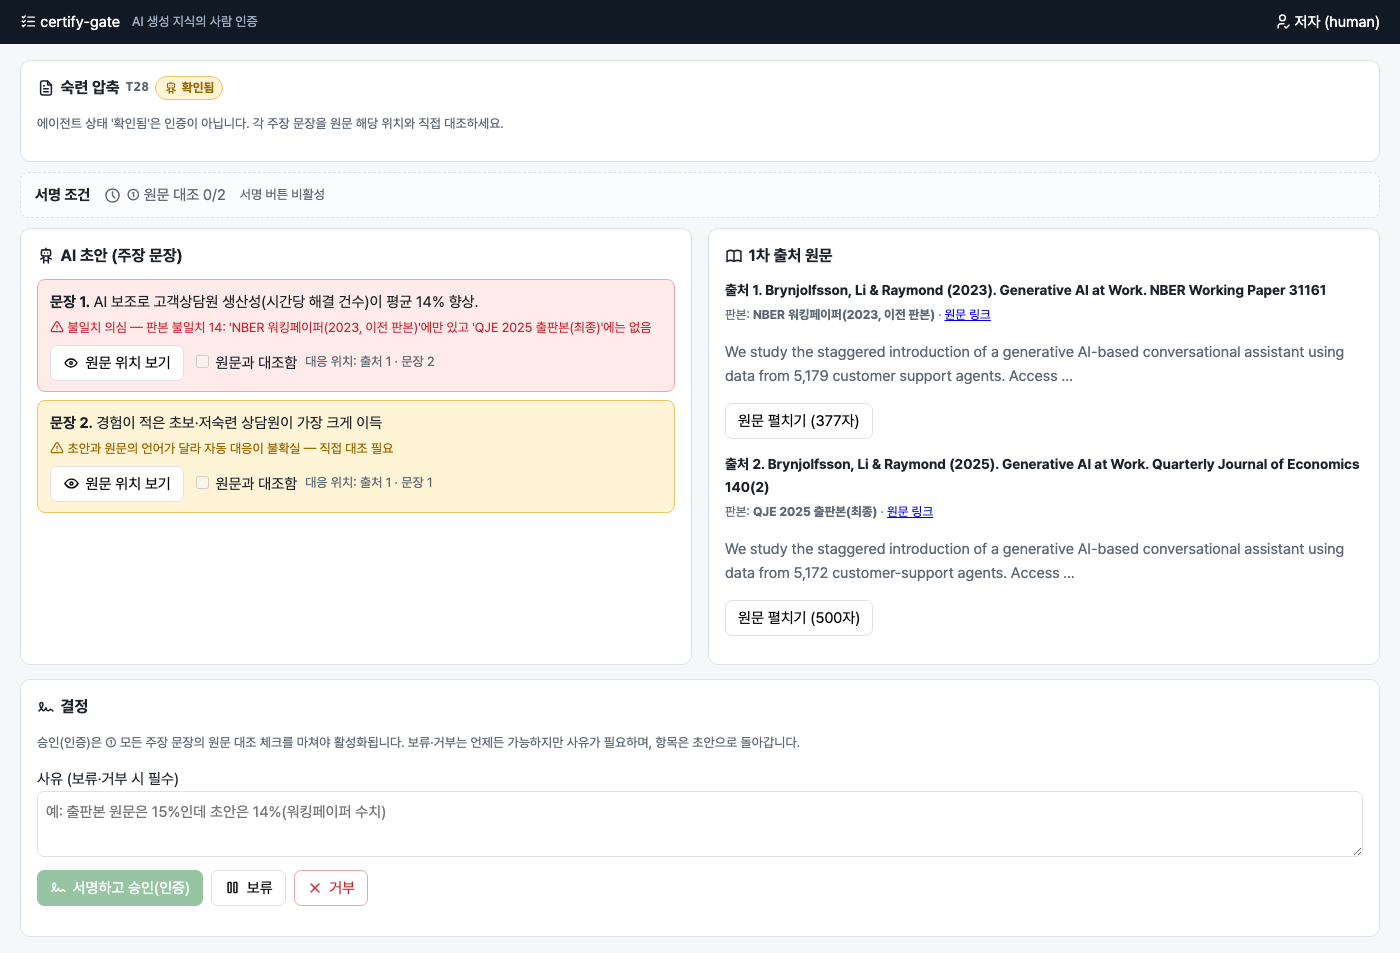 certify-gate AI 생성 지식의 사람 인증
저자 (human)
숙련 압축 T28 확인됨
에이전트 상태 '확인됨'은 인증이 아닙니다. 각 주장 문장을 원문 해당 위치와 직접 대조하세요.
서명 조건 ① 원문 대조 0/2 서명 버튼 비활성
AI 초안 (주장 문장)
문장 1. AI 보조로 고객상담원 생산성(시간당 해결 건수)이 평균 14% 향상.
불일치 의심 — 판본 불일치 14: 'NBER 워킹페이퍼(2023, 이전 판본)'에만 있고 'QJE 2025 출판본(최종)'에는 없음
원문 위치 보기 원문과 대조함 대응 위치: 출처 1 · 문장 2
문장 2. 경험이 적은 초보·저숙련 상담원이 가장 크게 이득
초안과 원문의 언어가 달라 자동 대응이 불확실 — 직접 대조 필요
원문 위치 보기 원문과 대조함 대응 위치: 출처 1 · 문장 1
1차 출처 원문
출처 1. Brynjolfsson, Li & Raymond (2023). Generative AI at Work. NBER Working Paper 31161
판본: NBER 워킹페이퍼(2023, 이전 판본) · 원문 링크
We study the staggered introduction of a generative AI-based conversational assistant using
data from 5,179 customer support agents. Access ...
원문 펼치기 (377자)
출처 2. Brynjolfsson, Li & Raymond (2025). Generative AI at Work. Quarterly Journal of Economics
140(2)
판본: QJE 2025 출판본(최종) · 원문 링크
We study the staggered introduction of a generative AI-based conversational assistant using
data from 5,172 customer-support agents. Access ...
원문 펼치기 (500자)
결정
승인(인증)은 ① 모든 주장 문장의 원문 대조 체크를 마쳐야 활성화됩니다. 보류·거부는 언제든 가능하지만 사유가 필요하며, 항목은 초안으로 돌아갑니다.
사유 (보류·거부 시 필수)
예: 출판본 원문은 15%인데 초안은 14%(워킹페이퍼 수치)
서명하고 승인(인증) 보류 거부